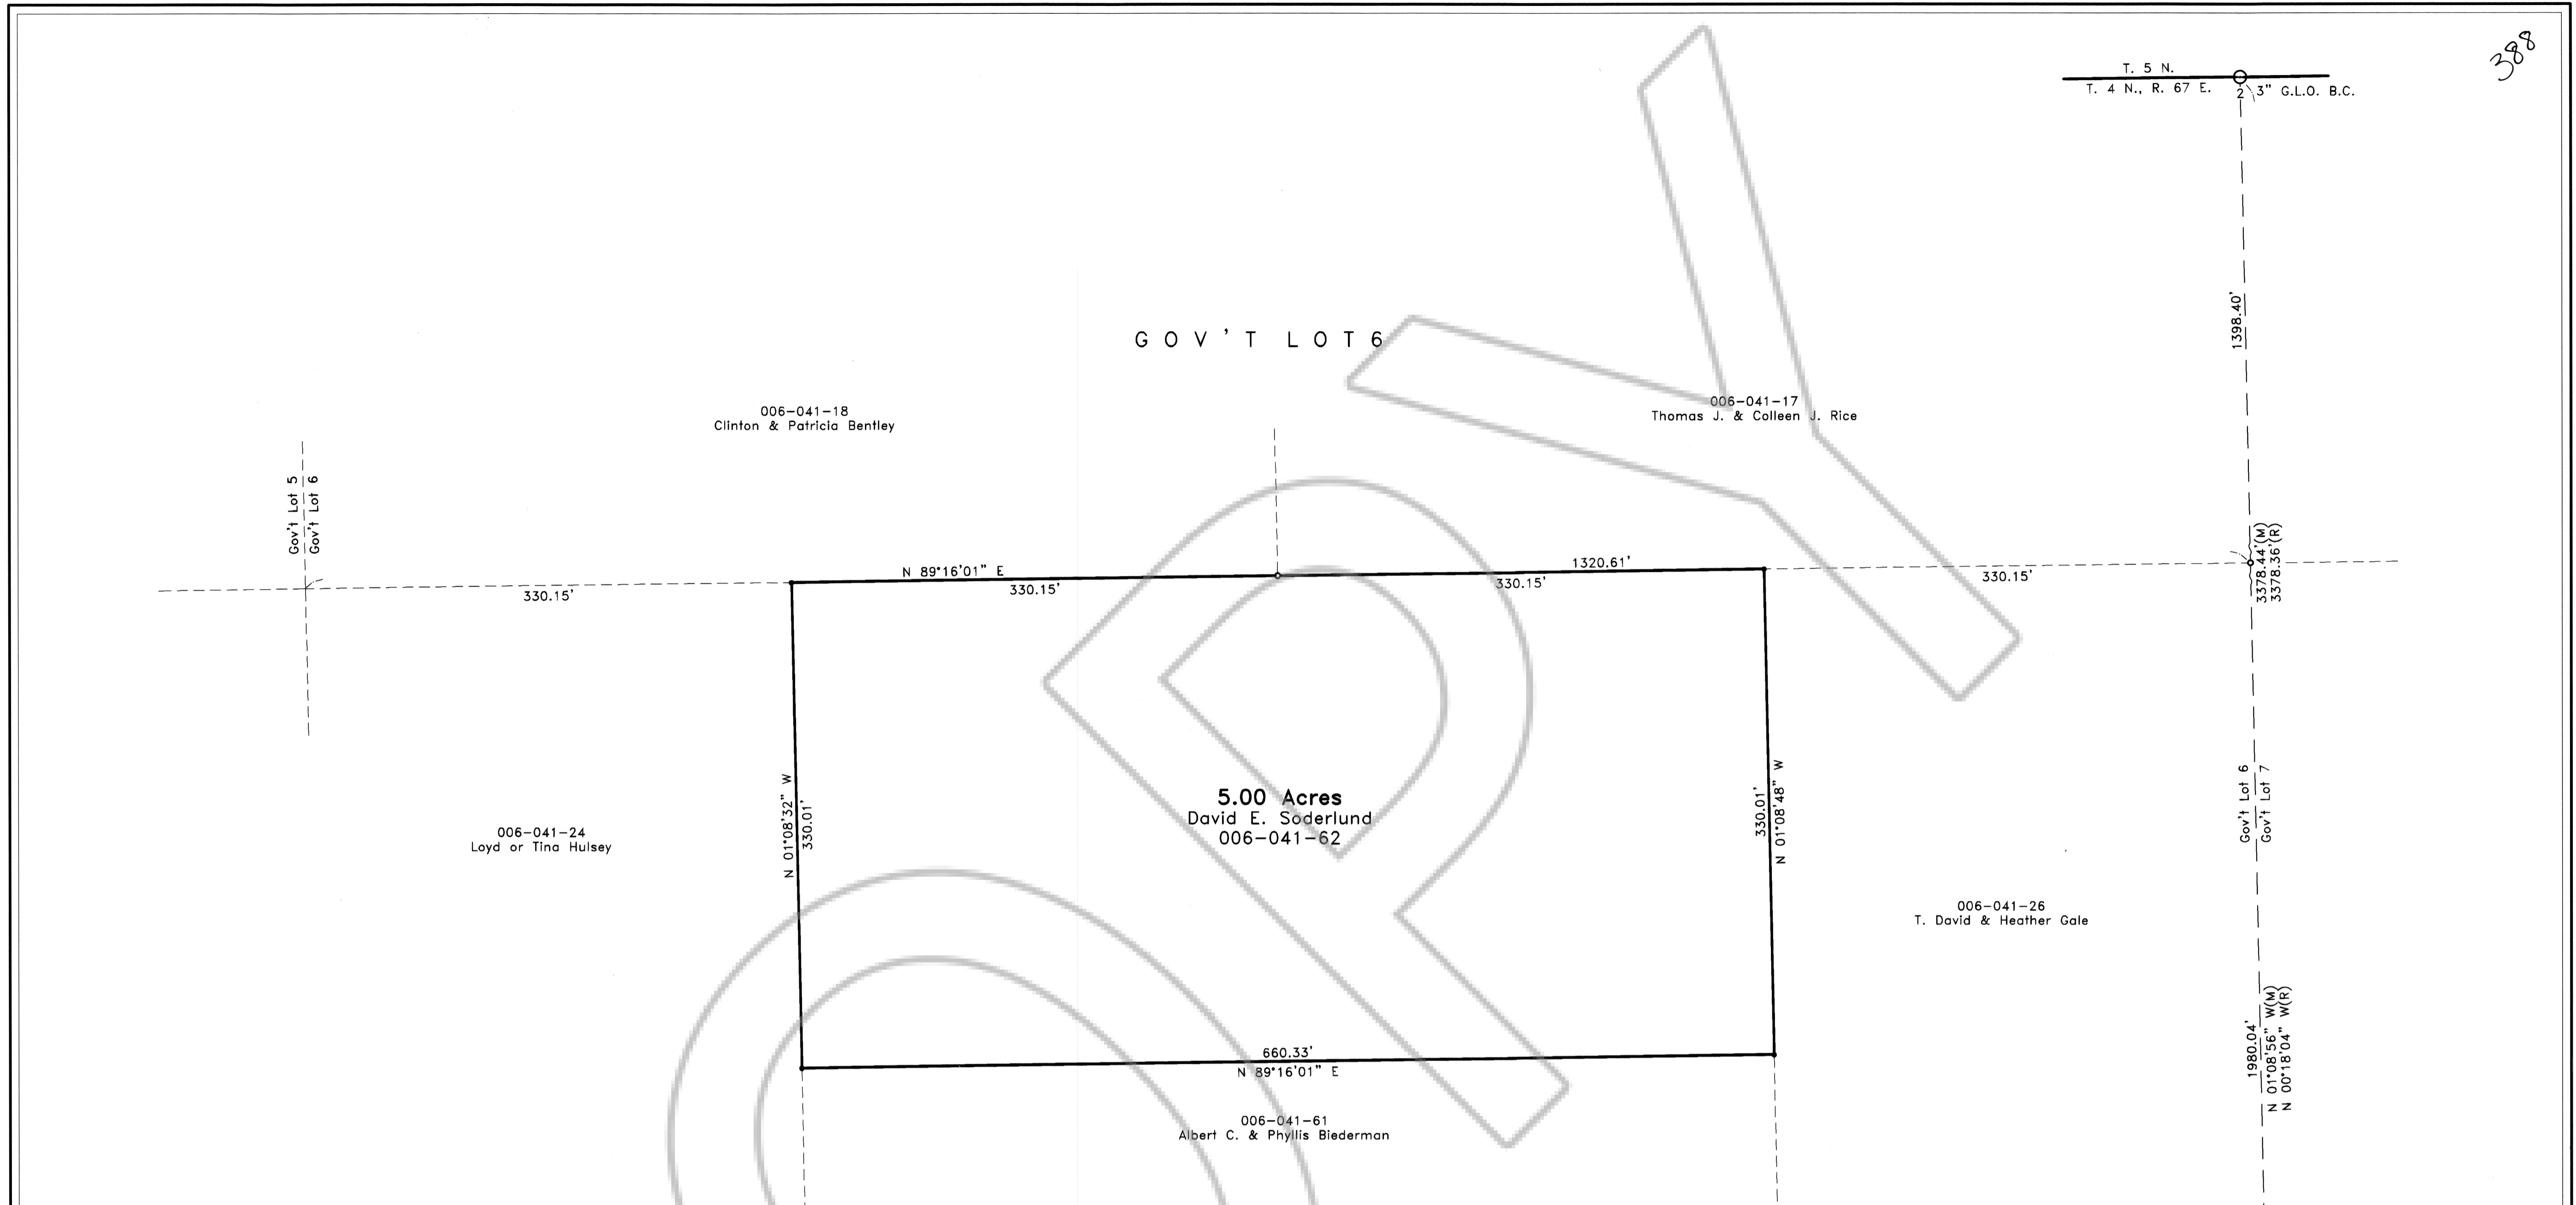 388
T. 5 N.
T. 4 N., R. 67 E.
2
3" G.L.O. B.C.
1398.40'
GOV'T LOT 6
006-041-18
Clinton & Patricia Bentley
006-041-17
Thomas J. & Colleen J. Rice
Gov't Lot 5
Gov't Lot 6
N 89°16'01" E
1320.61'
330.15'
330.15'
330.15'
330.15'
3378.44'(M)
3378.36'(R)
N 01°08'32" W
330.01'
5.00 Acres
David E. Soderlund
006-041-62
330.01'
N 01°08'48" W
Gov't Lot 6
Gov't Lot 7
006-041-24
Loyd or Tina Hulsey
006-041-26
T. David & Heather Gale
1980.04'
N 01°08'56" W(M)
N 00°18'04" W(R)
660.33'
N 89°16'01" E
006-041-61
Albert C. & Phyllis Biederman
COPY